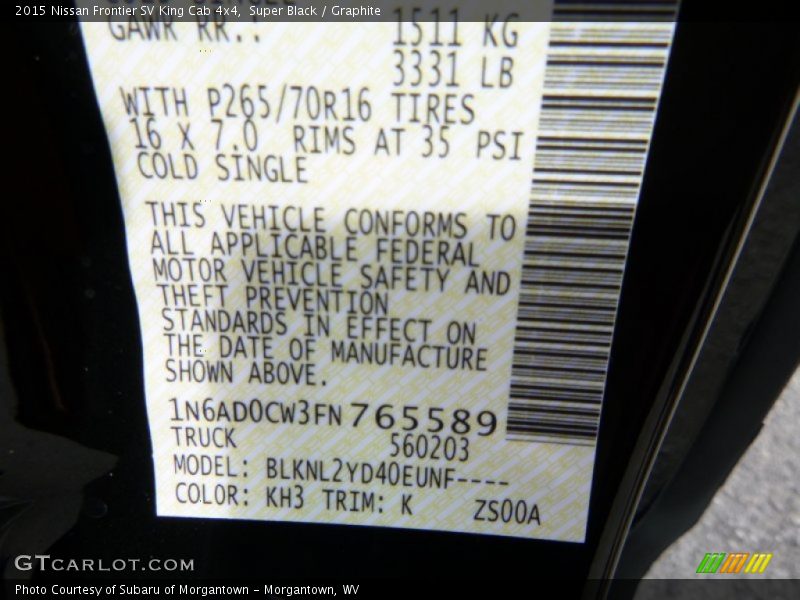 2015 Nissan Frontier SV King Cab 4x4, Super Black / Graphite
GAWR RR.. 1511 KG
3331 LB
WITH P265/70R16 TIRES
16 X 7.0 RIMS AT 35 PSI
COLD SINGLE
THIS VEHICLE CONFORMS TO
ALL APPLICABLE FEDERAL
MOTOR VEHICLE SAFETY AND
THEFT PREVENTION
STANDARDS IN EFFECT ON
THE DATE OF MANUFACTURE
SHOWN ABOVE.
1N6AD0CW3FN765589
TRUCK 560203
MODEL: BLKNL2YD40EUNF----
COLOR: KH3 TRIM: K ZS00A
GTCARLOT.COM
Photo Courtesy of Subaru of Morgantown - Morgantown, WV